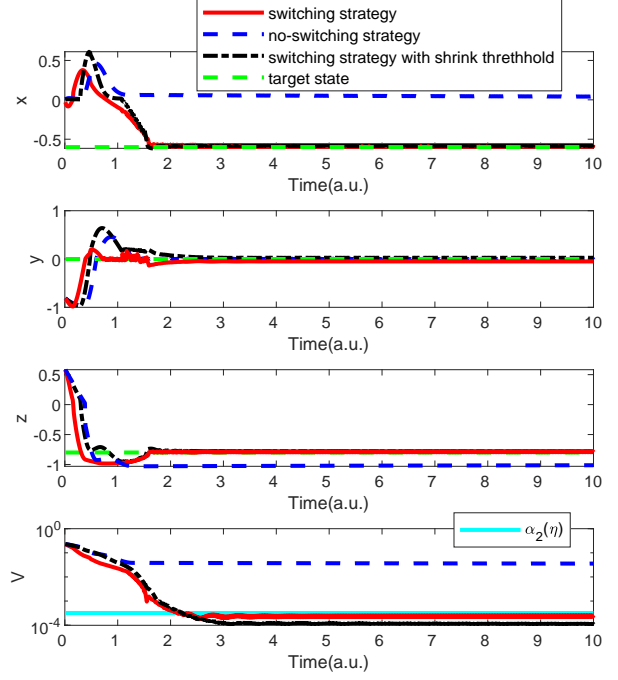 switching strategy
no-switching strategy
switching strategy with shrink threthhold
target state
0.5
0
-0.5
x
0 1 2 3 4 5 6 7 8 9 10
Time(a.u.)
1
0
-1
y
0 1 2 3 4 5 6 7 8 9 10
Time(a.u.)
0.5
0
-0.5
-1
z
0 1 2 3 4 5 6 7 8 9 10
Time(a.u.)
α₂(η)
10⁰
10⁻⁴
V
0 1 2 3 4 5 6 7 8 9 10
Time(a.u.)